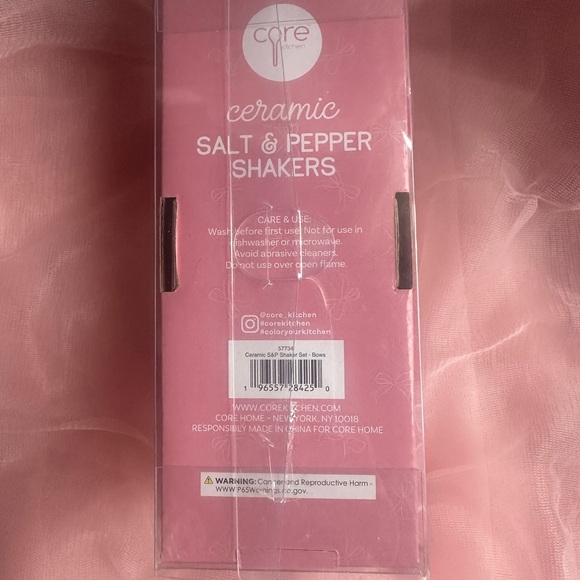 core
kitchen
ceramic
SALT & PEPPER
SHAKERS
CARE & USE:
Wash before first use. Not for use in
dishwasher or microwave.
Avoid abrasive cleaners.
Do not use over open flame.
@core_kitchen
#corekitchen
#coloryourkitchen
57734
Ceramic S&P Shaker Set - Bows
1 96557 28425 0
WWW.COREKITCHEN.COM
CORE HOME - NEW YORK, NY 10018
RESPONSIBLY MADE IN CHINA FOR CORE HOME
WARNING: Cancer and Reproductive Harm -
WWW.P65Warnings.ca.gov.